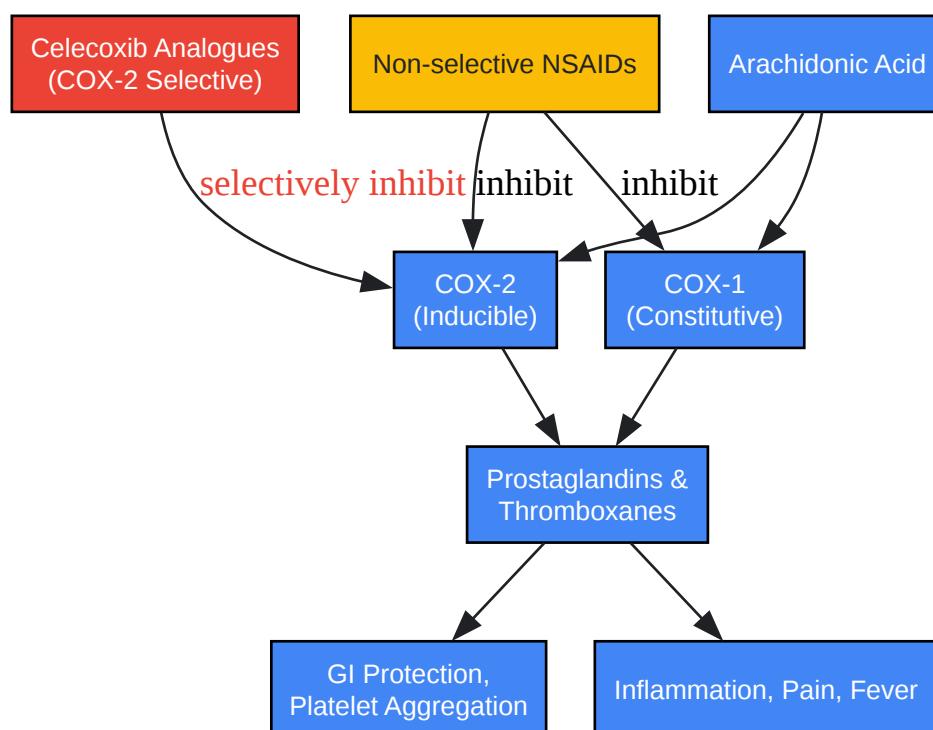 Celecoxib Analogues
(COX-2 Selective)
Non-selective NSAIDs
Arachidonic Acid
selectively inhibit
inhibit
inhibit
COX-2
(Inducible)
COX-1
(Constitutive)
Prostaglandins &
Thromboxanes
GI Protection,
Platelet Aggregation
Inflammation, Pain, Fever